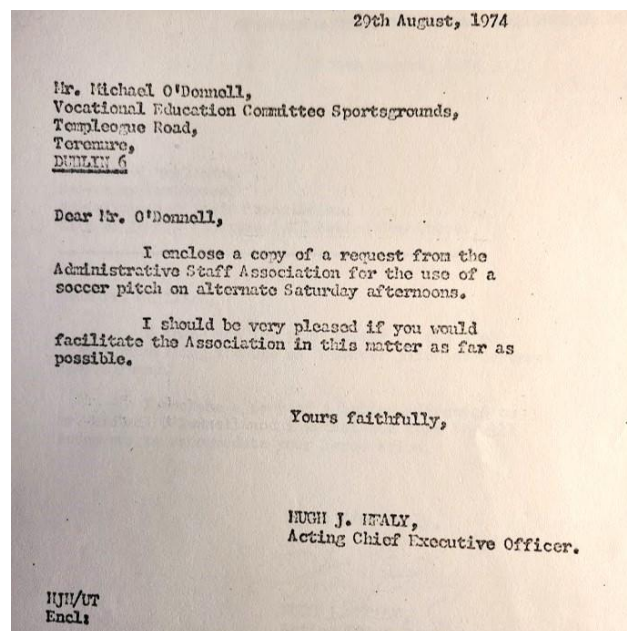 29th August, 1974
Mr. Michael O'Donnell,
Vocational Education Committee Sportsgrounds,
Templeogue Road,
Terenure,
DUBLIN 6
Dear Mr. O'Donnell,
I enclose a copy of a request from the
Administrative Staff Association for the use of a
soccer pitch on alternate Saturday afternoons.
I should be very pleased if you would
facilitate the Association in this matter as far as
possible.
Yours faithfully,
HUGH J. HEALY,
Acting Chief Executive Officer.
HJH/UT
Encl: